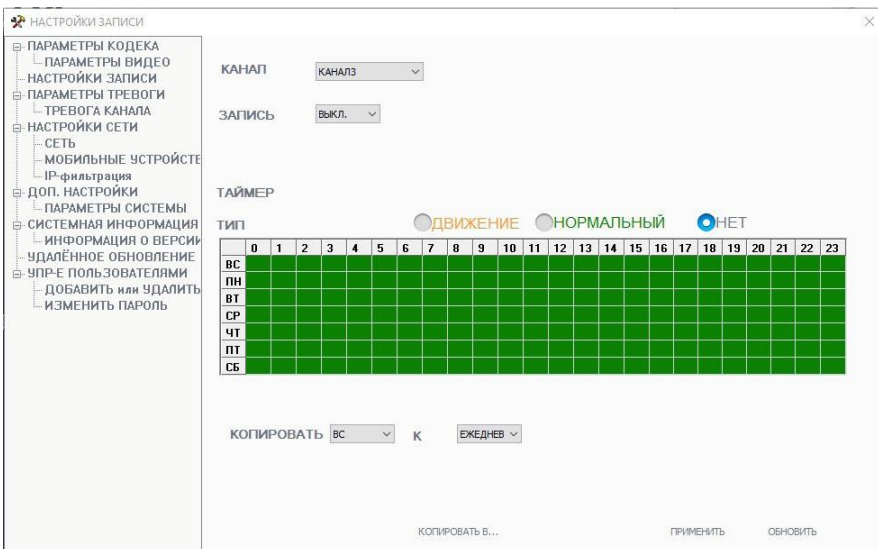 НАСТРОЙКИ ЗАПИСИ
ПАРАМЕТРЫ КОДЕКА
ПАРАМЕТРЫ ВИДЕО
НАСТРОЙКИ ЗАПИСИ
ПАРАМЕТРЫ ТРЕВОГИ
ТРЕВОГА КАНАЛА
НАСТРОЙКИ СЕТИ
СЕТЬ
МОБИЛЬНЫЕ УСТРОЙСТЕ
IP-фильтрация
ДОП. НАСТРОЙКИ
ПАРАМЕТРЫ СИСТЕМЫ
СИСТЕМНАЯ ИНФОРМАЦИЯ
ИНФОРМАЦИЯ О ВЕРСИИ
УДАЛЁННОЕ ОБНОВЛЕНИЕ
УПР-Е ПОЛЬЗОВАТЕЛЯМИ
ДОБАВИТЬ или УДАЛИТЬ
ИЗМЕНИТЬ ПАРОЛЬ
КАНАЛ КАНАЛ3
ЗАПИСЬ ВЫКЛ.
ТАЙМЕР
ТИП ДВИЖЕНИЕ НОРМАЛЬНЫЙ НЕТ
0 1 2 3 4 5 6 7 8 9 10 11 12 13 14 15 16 17 18 19 20 21 22 23
ВС
ПН
ВТ
СР
ЧТ
ПТ
СБ
КОПИРОВАТЬ ВС К ЕЖЕДНЕВ
КОПИРОВАТЬ В... ПРИМЕНИТЬ ОБНОВИТЬ